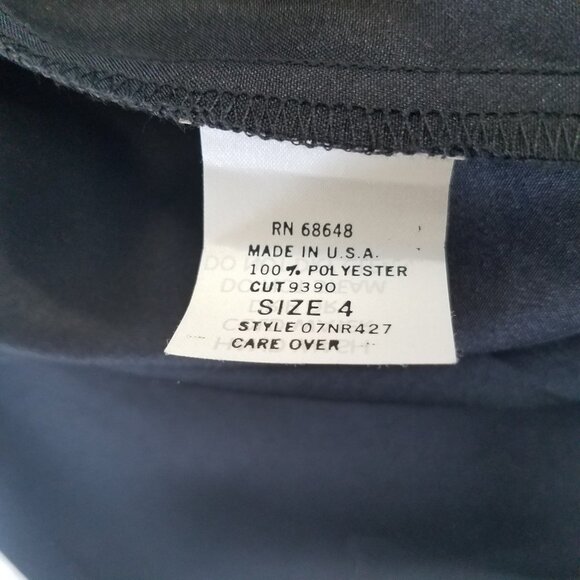 RN 68648
MADE IN U.S.A.
100% POLYESTER
CUT 9390
SIZE 4
STYLE 07NR427
CARE OVER